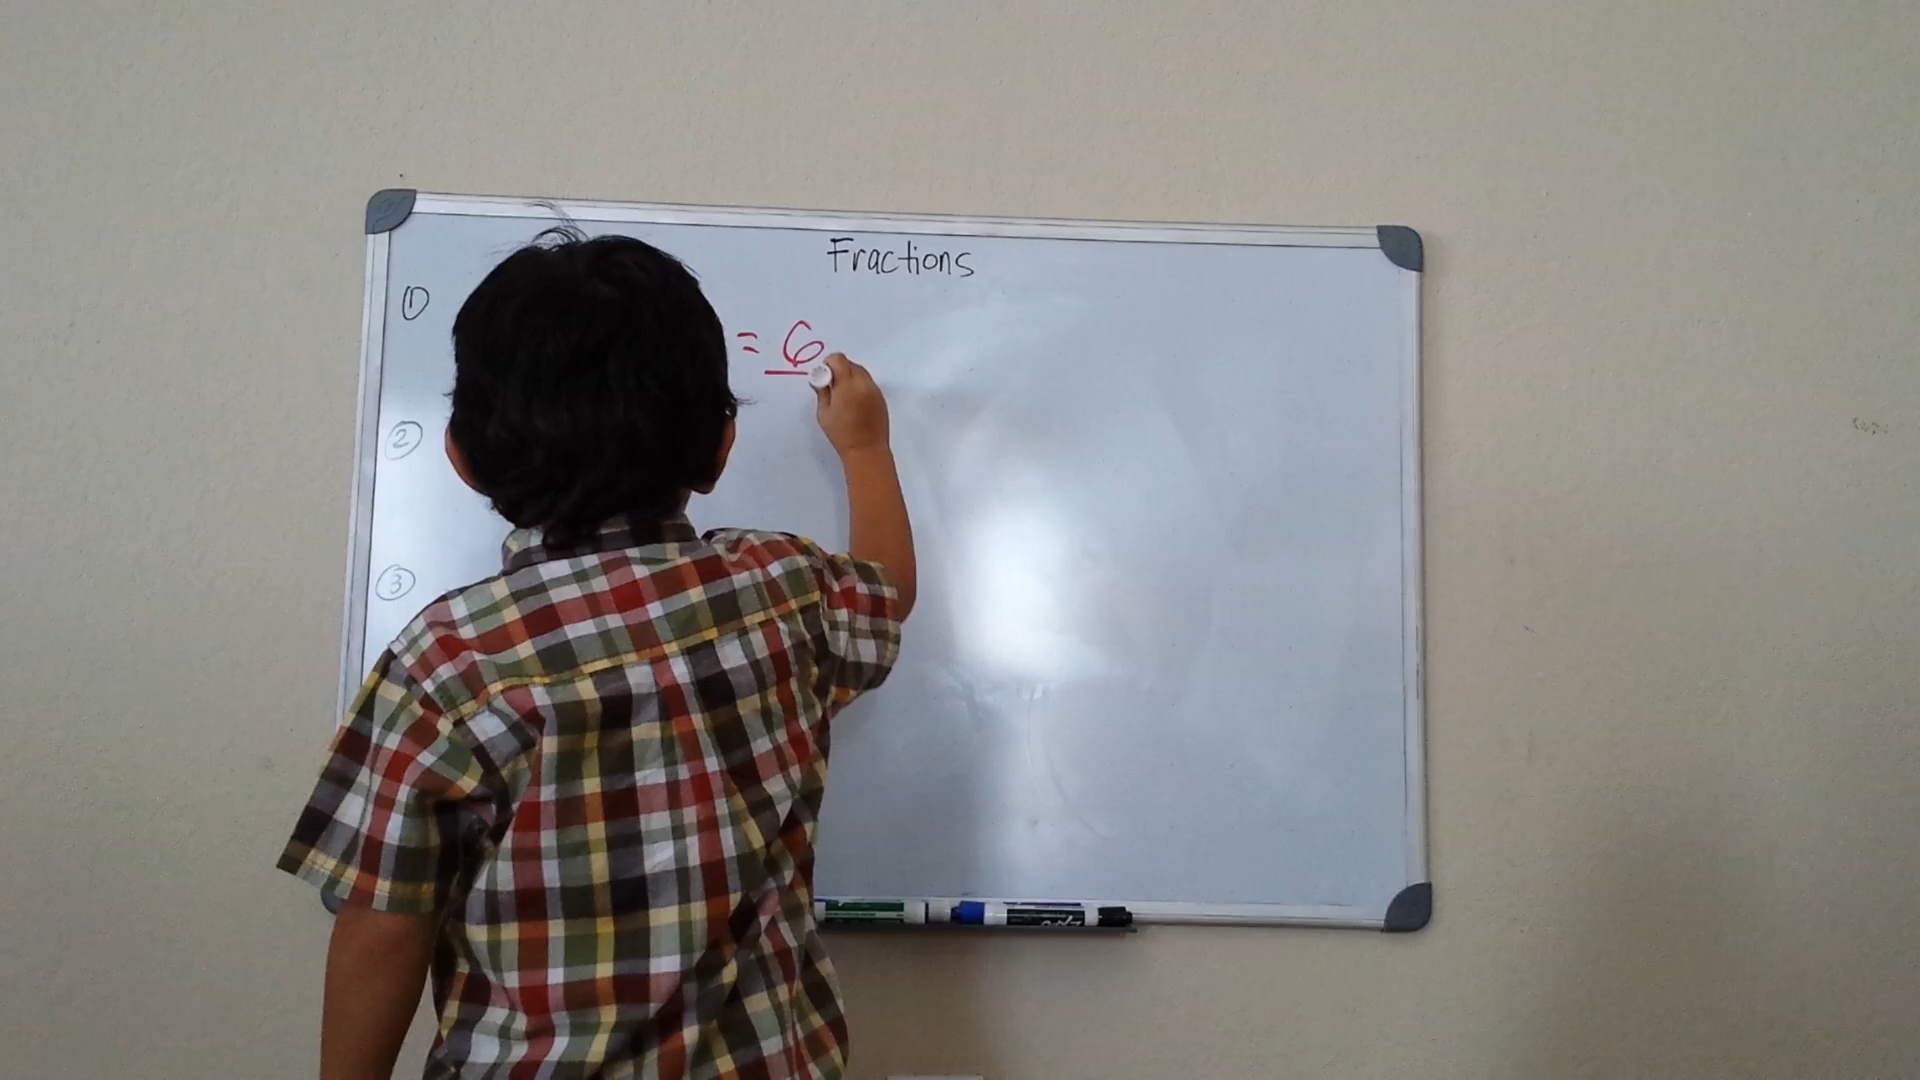 Fractions
①
= 6
②
③